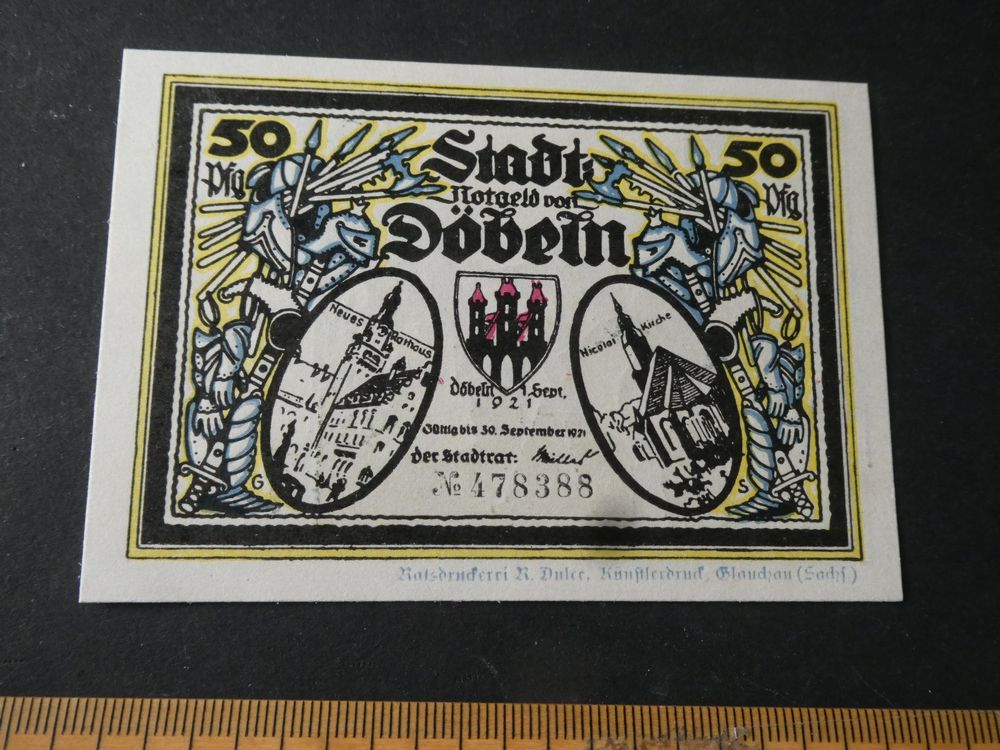 50 Stadt= 50
Pfg Notgeld von Pfg
Döbeln
Neues Rathaus
Nicolai Kirche
Döbeln 1. Sept.
1921
Gültig bis 30. September 1921
Der Stadtrat:
No 478388
G S
Ratsdruckerei R. Dulce, Künstlerdruck, Glauchau (Sachs)